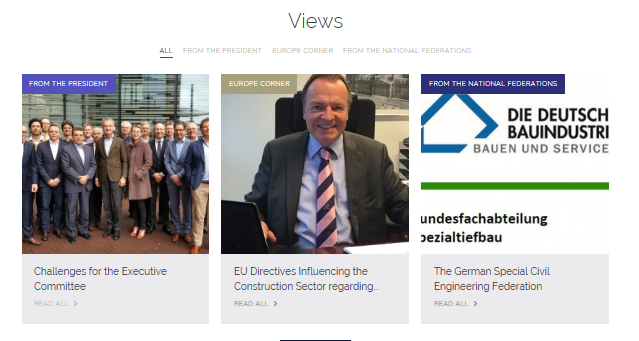 Views
ALL FROM THE PRESIDENT EUROPE CORNER FROM THE NATIONAL FEDERATIONS
FROM THE PRESIDENT
Challenges for the Executive
Committee
READ ALL >
EUROPE CORNER
EU Directives Influencing the
Construction Sector regarding...
READ ALL >
FROM THE NATIONAL FEDERATIONS
DIE DEUTSCH
BAUINDUSTRI
BAUEN UND SERVICE
undesfachabteilung
pezialtiefbau
The German Special Civil
Engineering Federation
READ ALL >